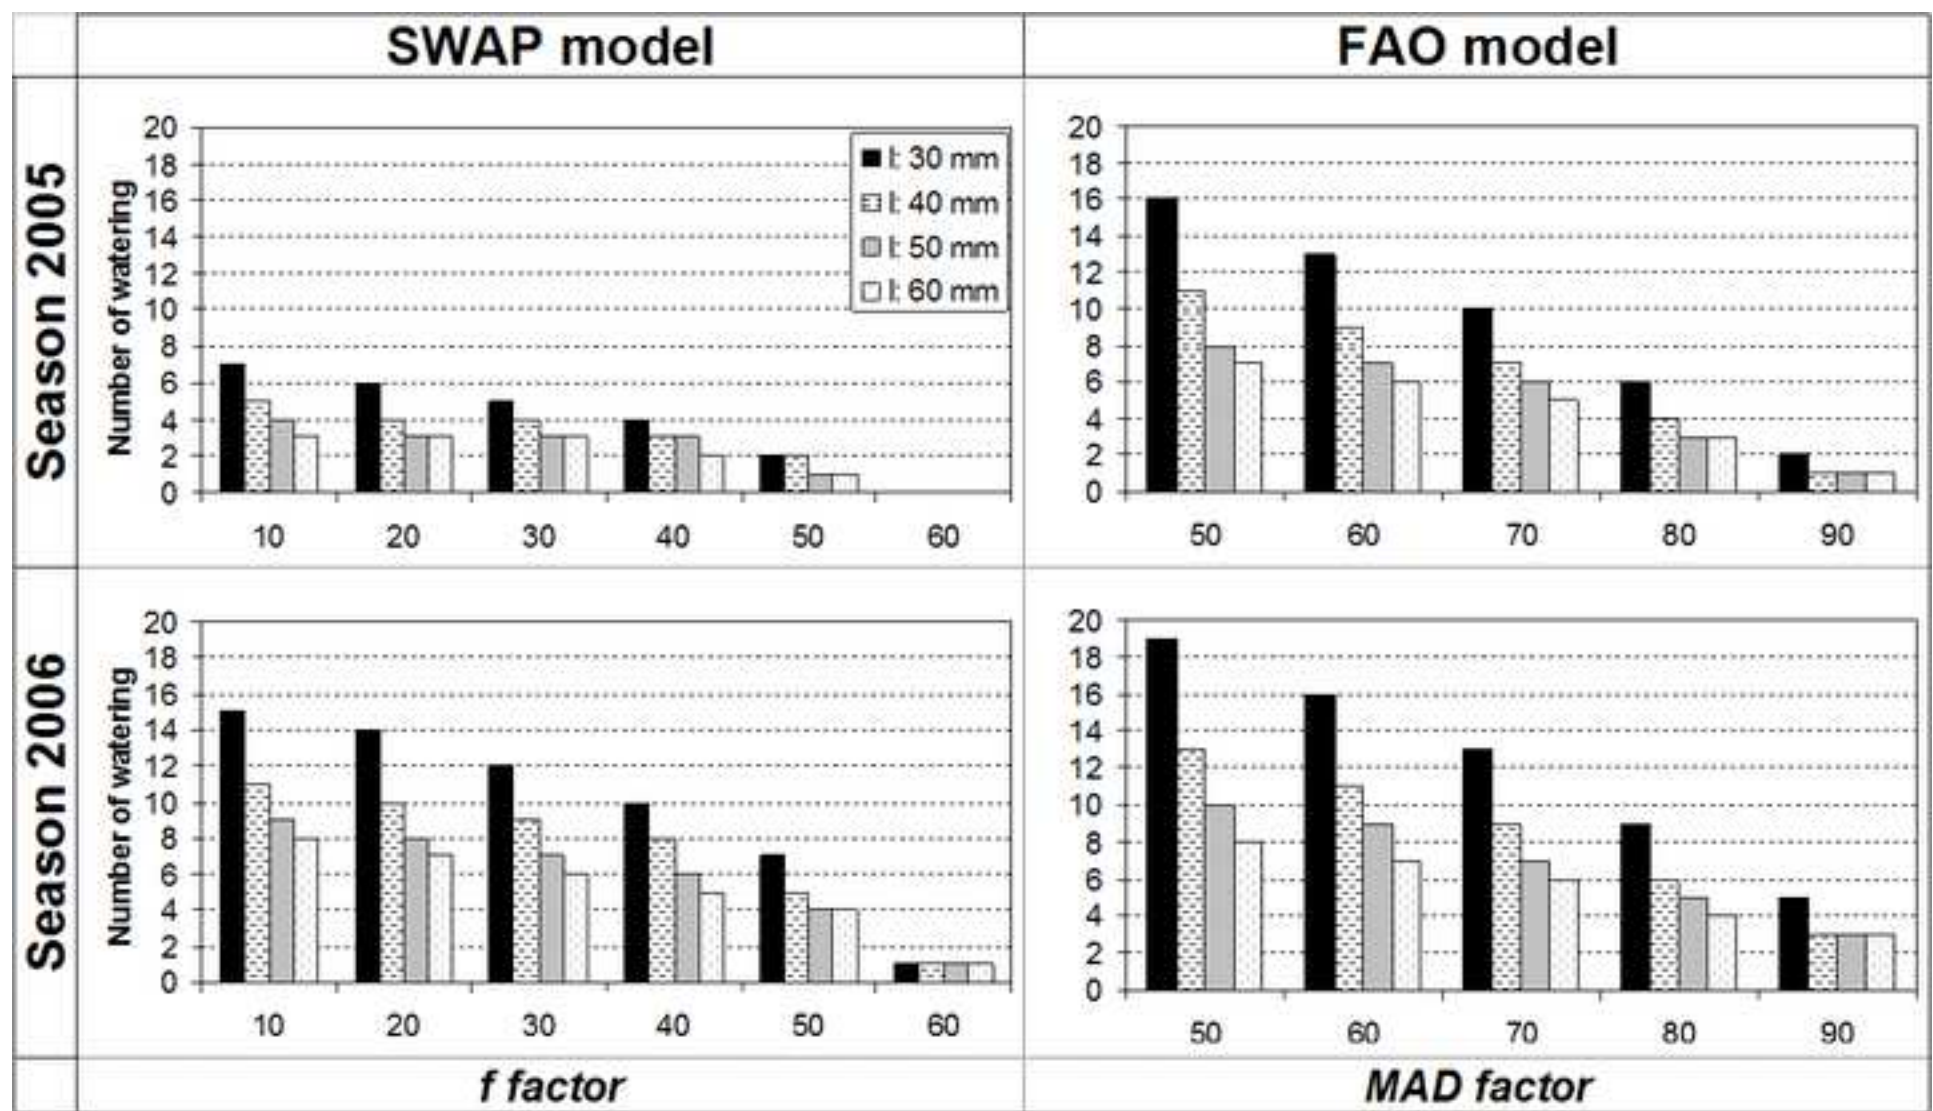 SWAP model
FAO model
Season 2005
Number of watering
20
18
16
14
12
10
8
6
4
2
0
I: 30 mm
I: 40 mm
I: 50 mm
I: 60 mm
10 20 30 40 50 60
20
18
16
14
12
10
8
6
4
2
0
50 60 70 80 90
Season 2006
Number of watering
20
18
16
14
12
10
8
6
4
2
0
10 20 30 40 50 60
20
18
16
14
12
10
8
6
4
2
0
50 60 70 80 90
f factor
MAD factor